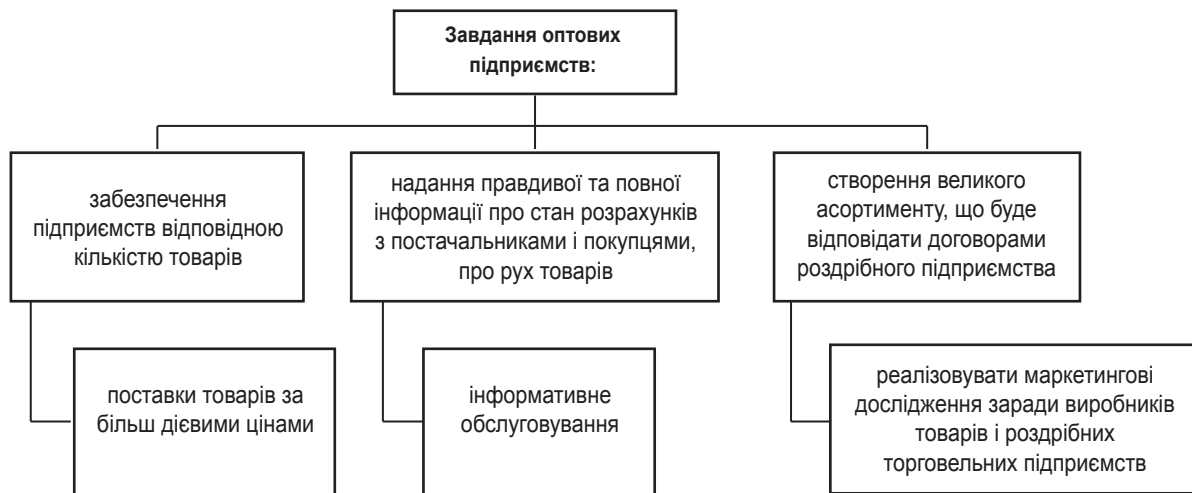 Завдання оптових
підприємств:
забезпечення
підприємств відповідною
кількістю товарів
надання правдивої та повної
інформації про стан розрахунків
з постачальниками і покупцями,
про рух товарів
створення великого
асортименту, що буде
відповідати договорами
роздрібного підприємства
поставки товарів за
більш дієвими цінами
інформативне
обслуговування
реалізовувати маркетингові
дослідження заради виробників
товарів і роздрібних
торговельних підприємств